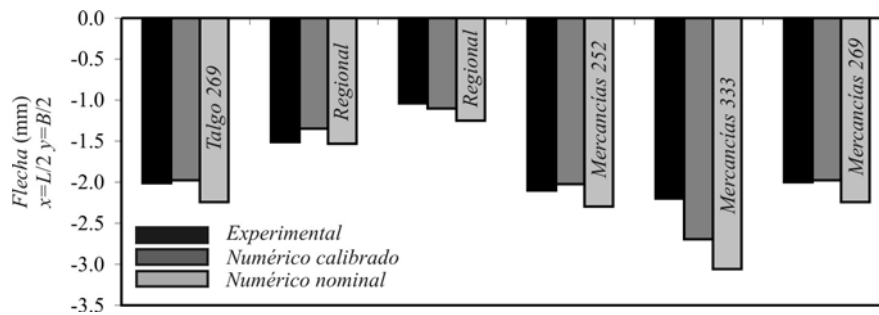 0.0
-0.5
-1.0
-1.5
-2.0
-2.5
-3.0
-3.5
Flecha (mm)
x=L/2 y=B/2
Talgo 269
Regional
Regional
Mercancías 252
Mercancías 333
Mercancías 269
Experimental
Numérico calibrado
Numérico nominal